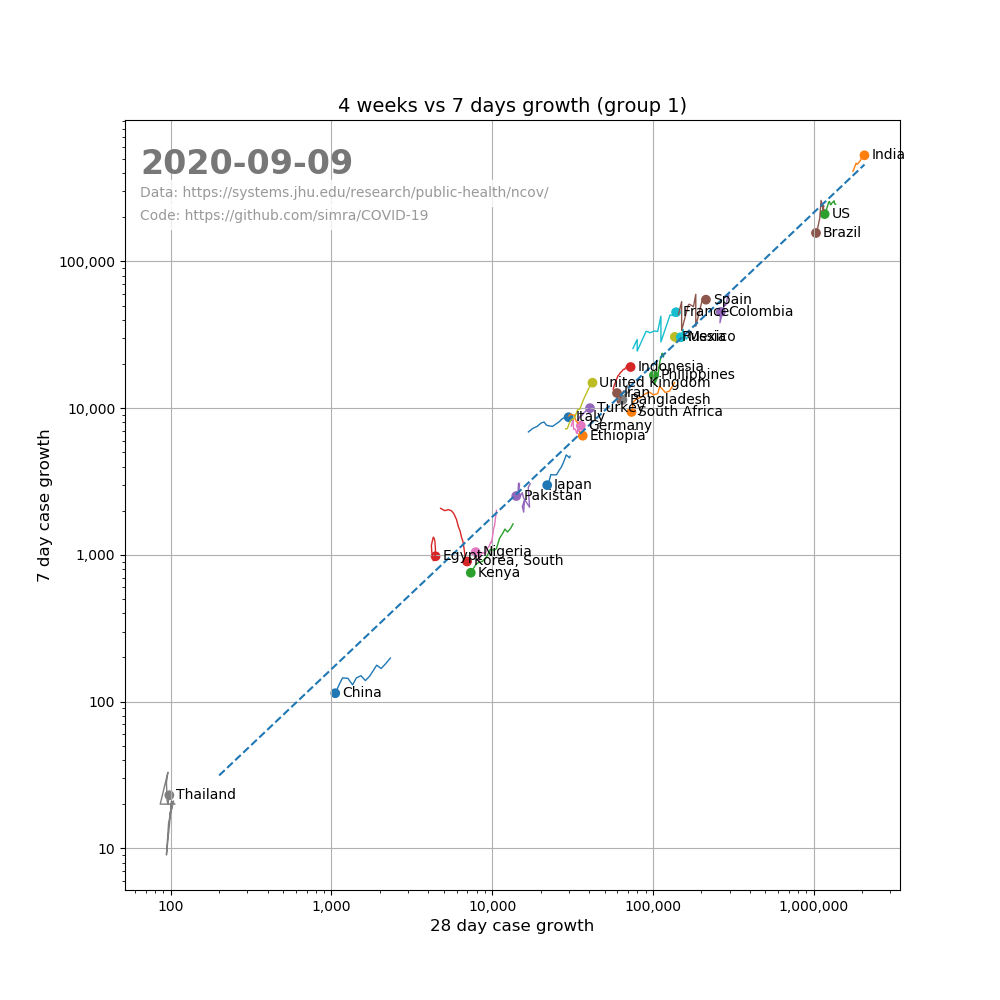 4 weeks vs 7 days growth (group 1)
2020-09-09
Data: https://systems.jhu.edu/research/public-health/ncov/
Code: https://github.com/simra/COVID-19
India
US
Brazil
100,000
Spain
France
Colombia
Russia
Mexico
Indonesia
Philippines
United Kingdom
Iran
Bangladesh
10,000
Turkey
South Africa
Italy
Germany
Ethiopia
Japan
Pakistan
1,000
Nigeria
Egypt
Korea, South
Kenya
100
China
Thailand
10
7 day case growth
100
1,000
10,000
100,000
1,000,000
28 day case growth